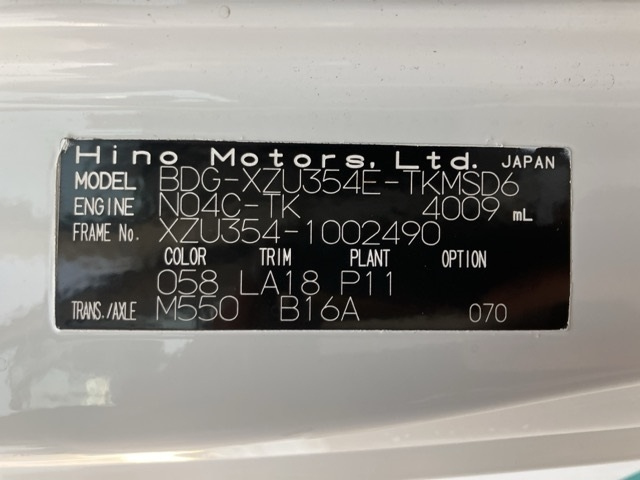 Hino Motors, Ltd. JAPAN
MODEL BDG-XZU354E-TKMSD6
ENGINE N04C-TK 4009 mL
FRAME No. XZU354-1002490
COLOR TRIM PLANT OPTION
058 LA18 P11
TRANS./AXLE M550 B16A 070